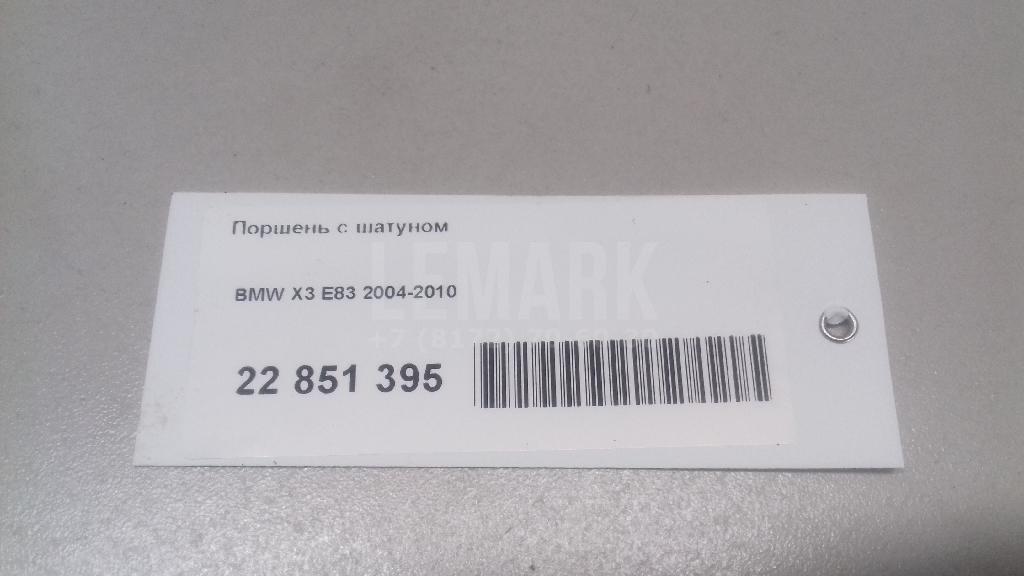 Поршень с шатуном
LEMARK
BMW X3 E83 2004-2010
22 851 395